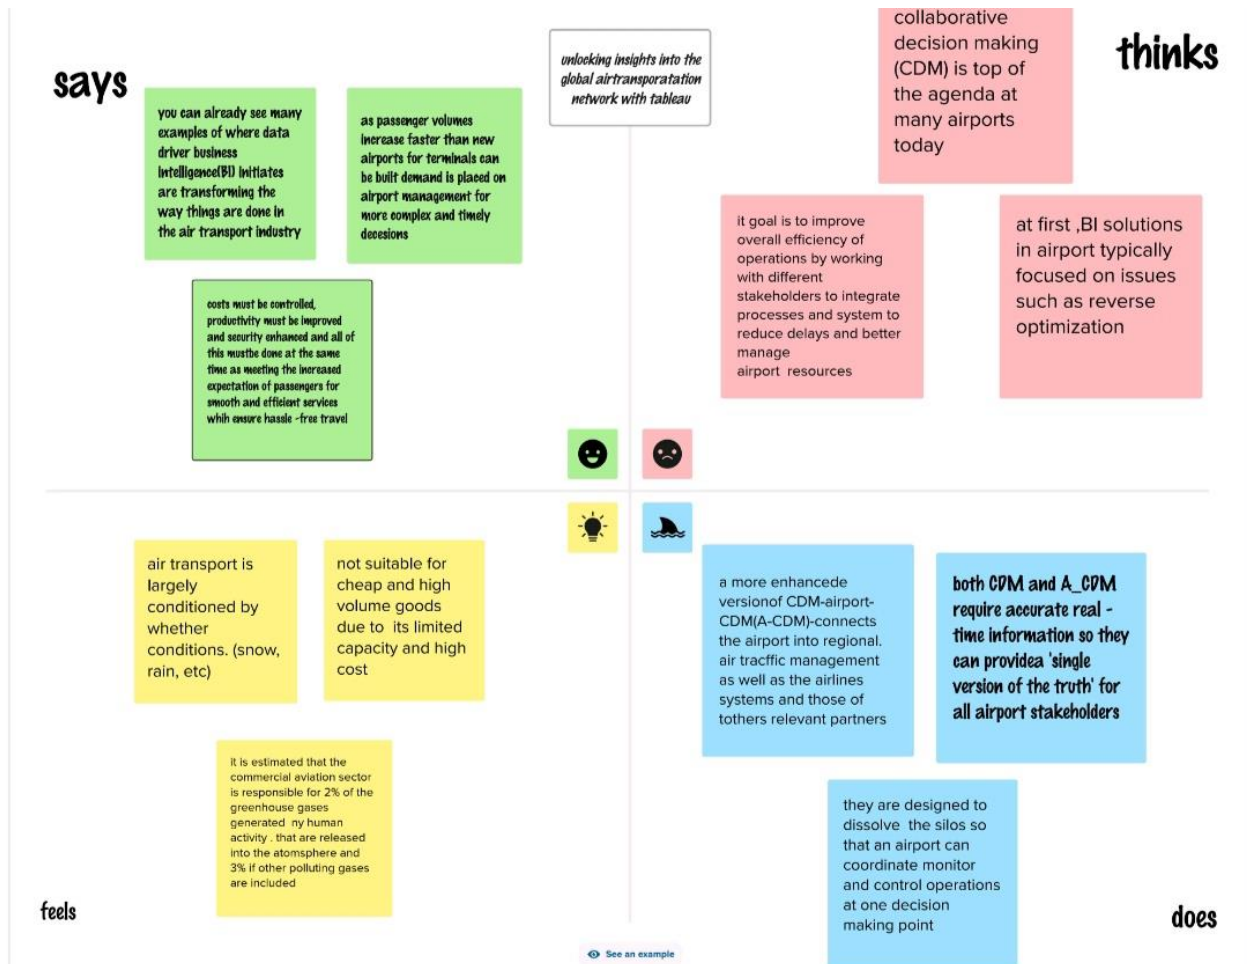 says
unlocking insights into the
global airtransporatation
network with tableau
thinks
you can already see many
examples of where data
driver business
intelligence(BI) initiates
are transforming the
way things are done in
the air transport industry
as passenger volumes
increase faster than new
airports for terminals can
be built demand is placed on
airport management for
more complex and timely
decesions
costs must be controlled,
productivity must be improved
and security enhanced and all of
this mustbe done at the same
time as meeting the increased
expectation of passengers for
smooth and efficient services
whih ensure hassle -free travel
collaborative
decision making
(CDM) is top of
the agenda at
many airports
today
it goal is to improve
overall efficiency of
operations by working
with different
stakeholders to integrate
processes and system to
reduce delays and better
manage
airport resources
at first ,BI solutions
in airport typically
focused on issues
such as reverse
optimization
air transport is
largely
conditioned by
whether
conditions. (snow,
rain, etc)
not suitable for
cheap and high
volume goods
due to its limited
capacity and high
cost
it is estimated that the
commercial aviation sector
is responsible for 2% of the
greenhouse gases
generated ny human
activity . that are released
into the atomsphere and
3% if other polluting gases
are included
feels
a more enhancede
versionof CDM-airport-
CDM(A-CDM)-connects
the airport into regional.
air tracffic management
as well as the airlines
systems and those of
tothers relevant partners
both CDM and A_CDM
require accurate real -
time information so they
can providea 'single
version of the truth' for
all airport stakeholders
they are designed to
dissolve the silos so
that an airport can
coordinate monitor
and control operations
at one decision
making point
does
See an example